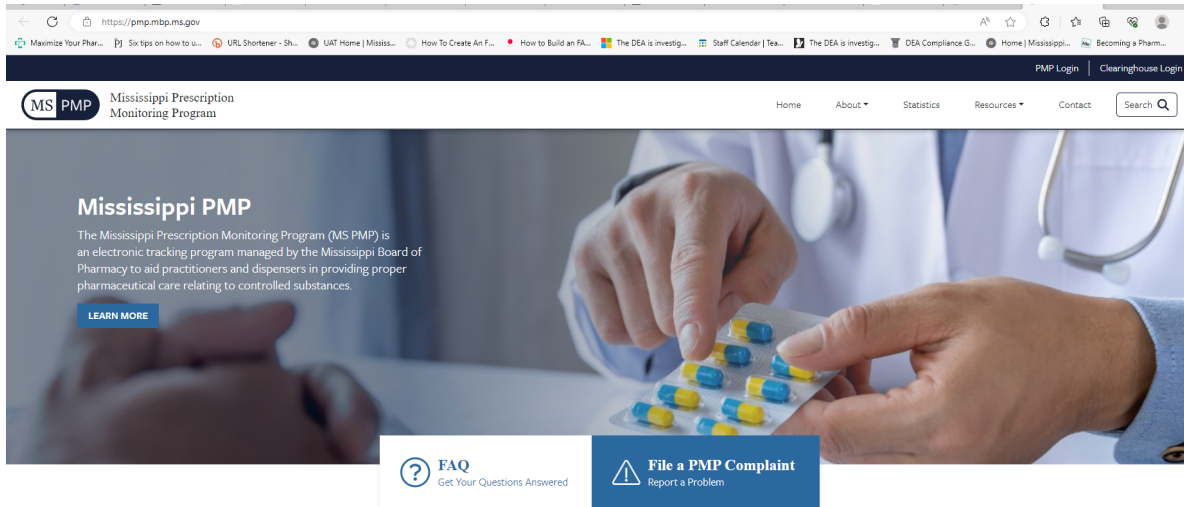 https://pmp.mbp.ms.gov
Maximize Your Phar... Six tips on how to u... URL Shortener - Sh... UAT Home | Missis... How To Create An F... How to Build an FA... The DEA is investig... Staff Calendar | Tea... The DEA is investig... DEA Compliance G... Home | Mississippi... Becoming a Pharm...
PMP Login | Clearinghouse Login
MS PMP
Mississippi Prescription
Monitoring Program
Home About Statistics Resources Contact Search
Mississippi PMP
The Mississippi Prescription Monitoring Program (MS PMP) is
an electronic tracking program managed by the Mississippi Board of
Pharmacy to aid practitioners and dispensers in providing proper
pharmaceutical care relating to controlled substances.
LEARN MORE
FAQ
Get Your Questions Answered
File a PMP Complaint
Report a Problem